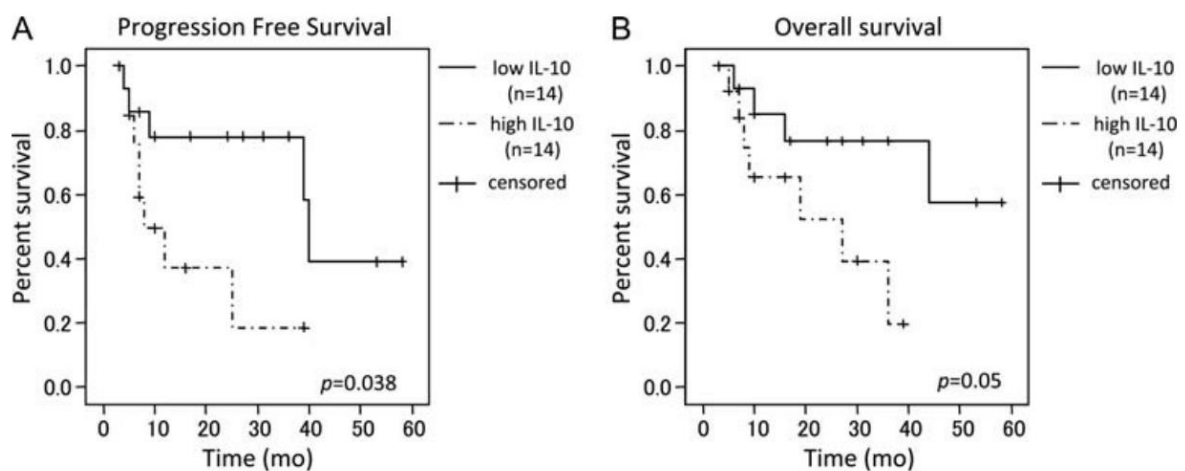 A
Progression Free Survival
Percent survival
1.0
0.8
0.6
0.4
0.2
0.0
0 10 20 30 40 50 60
Time (mo)
p=0.038
low IL-10
(n=14)
high IL-10
(n=14)
censored
B
Overall survival
Percent survival
1.0
0.8
0.6
0.4
0.2
0.0
0 10 20 30 40 50 60
Time (mo)
p=0.05
low IL-10
(n=14)
high IL-10
(n=14)
censored